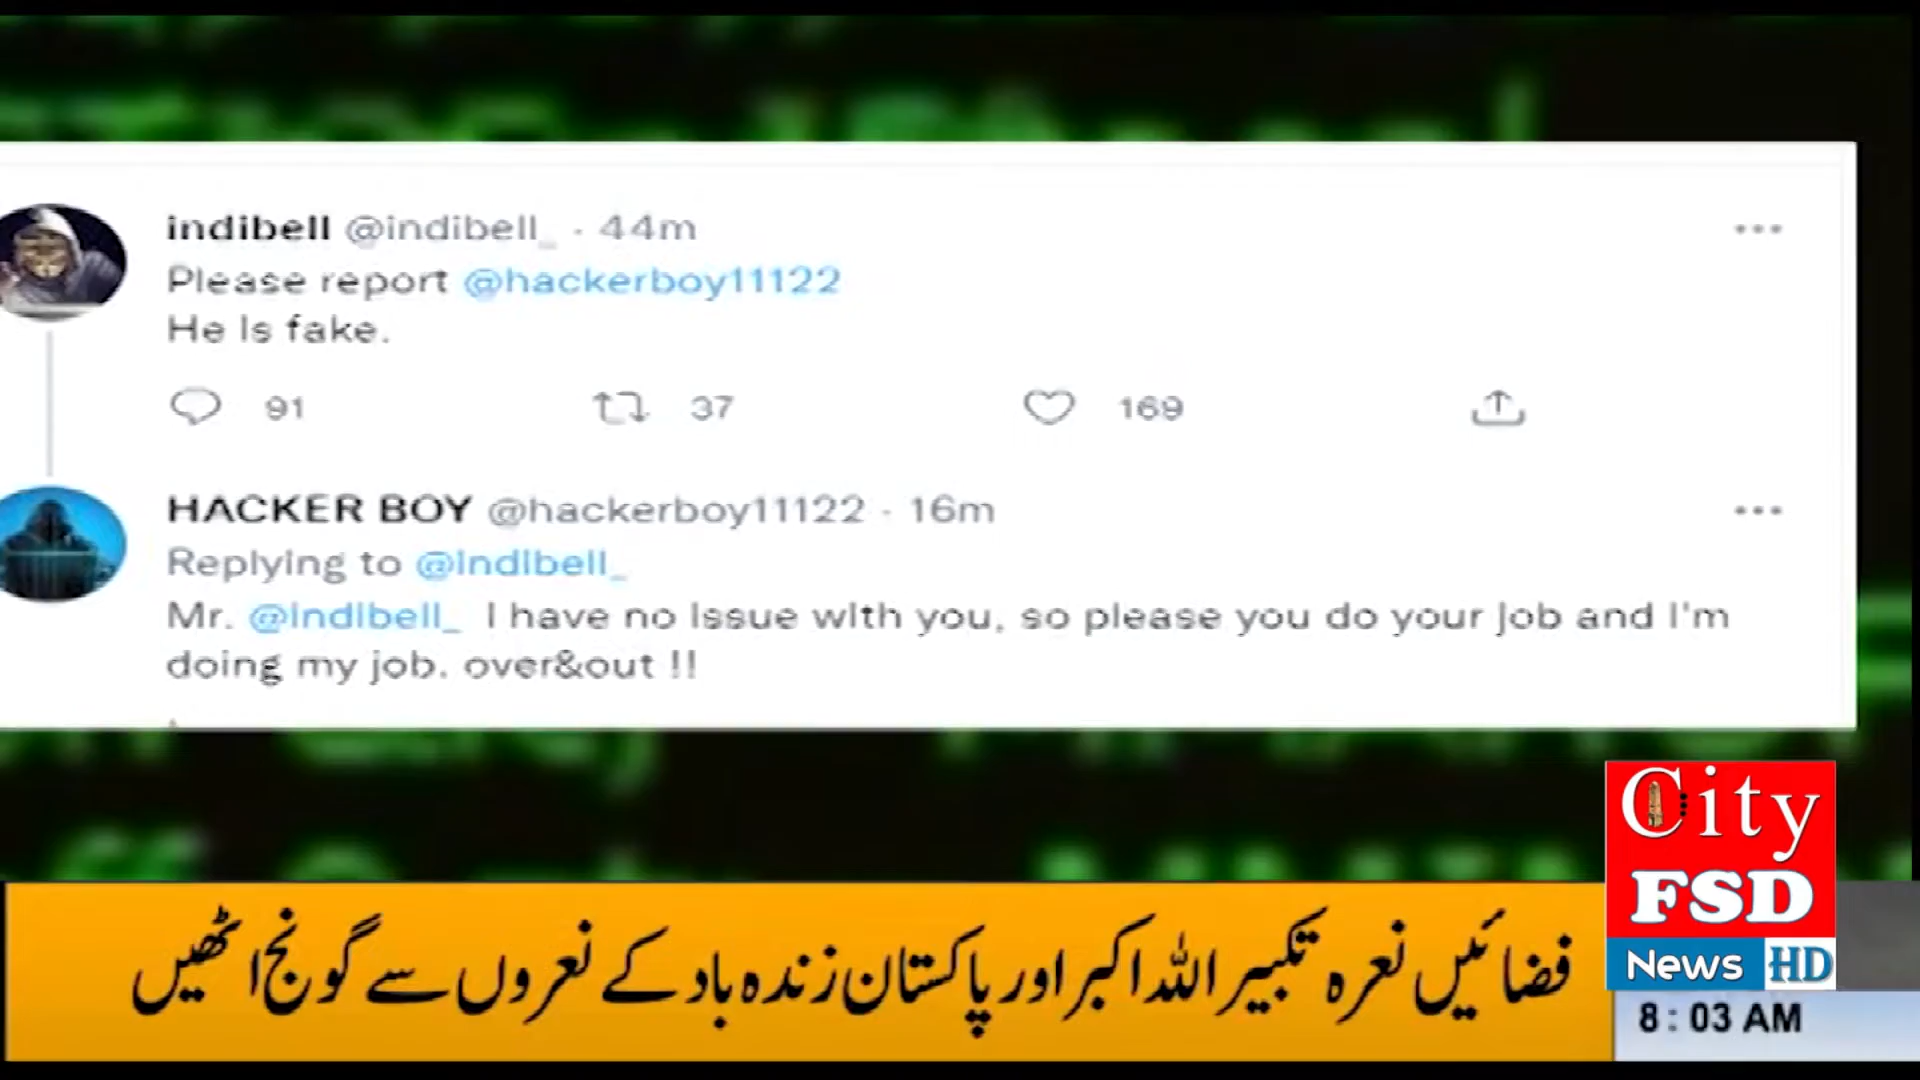 indibell @indibell_ · 44m
Please report @hackerboy11122
He Is fake.
91 37 169
HACKER BOY @hackerboy11122 · 16m
Replying to @indibell_
Mr. @indibell_ I have no issue with you, so please you do your job and I'm
doing my job. over&out !!
City
FSD
News HD
فضائیں نعرہ تکبیر اللہ اکبر اور پاکستان زندہ باد کے نعروں سے گونج اٹھیں
8:03 AM